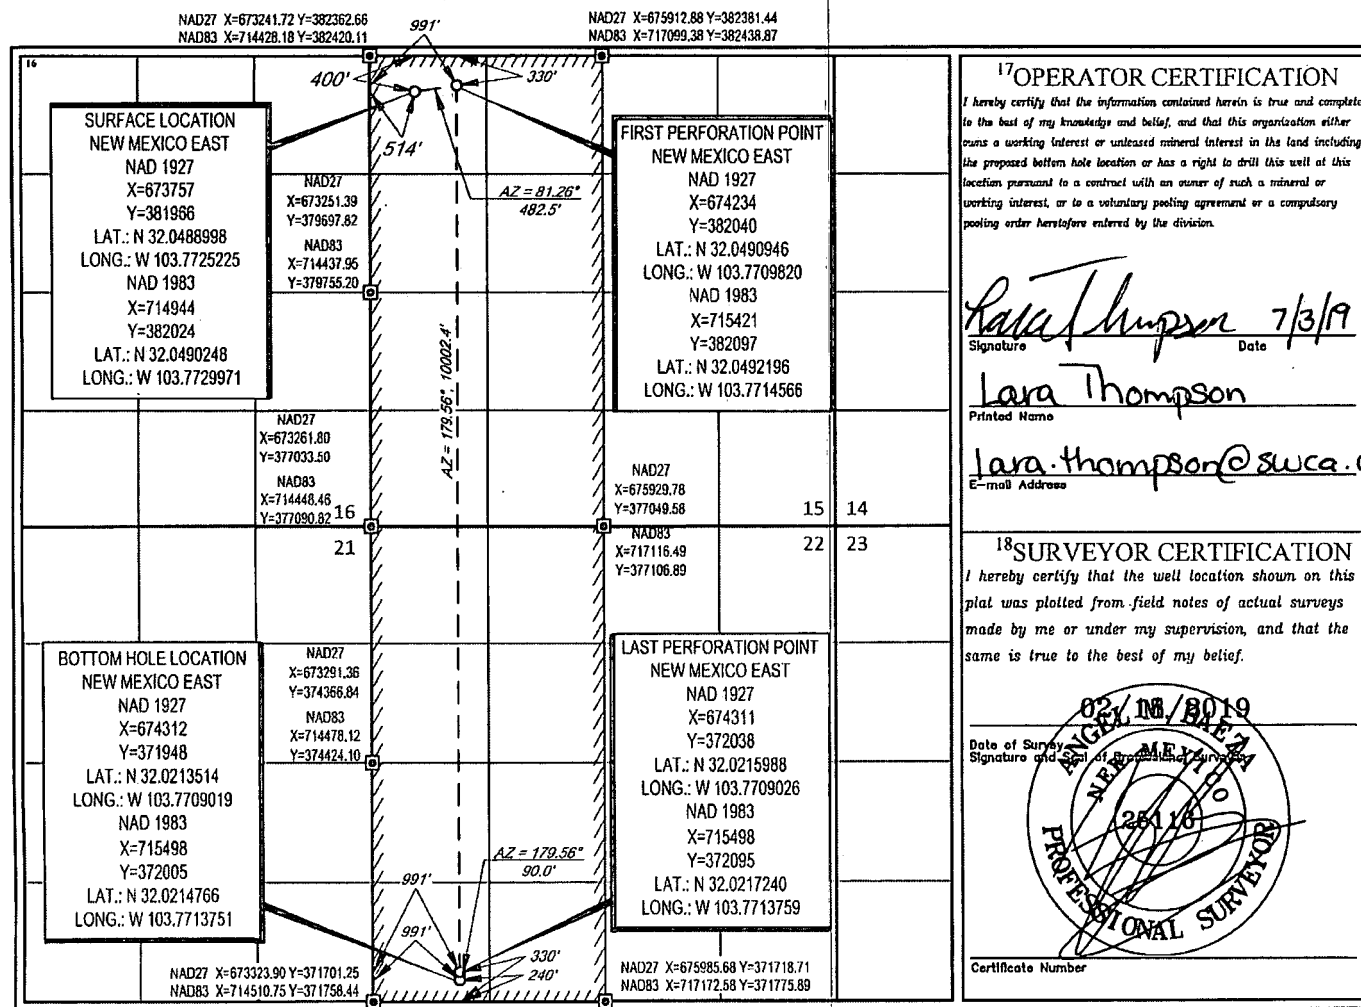 NAD27 X=673241.72 Y=382362.66
NAD83 X=714428.18 Y=382420.11
NAD27 X=675912.88 Y=382381.44
NAD83 X=717099.38 Y=382438.87
16
991'
400'
330'
514'
AZ = 81.26°
482.5'
SURFACE LOCATION
NEW MEXICO EAST
NAD 1927
X=673757
Y=381966
LAT.: N 32.0488998
LONG.: W 103.7725225
NAD 1983
X=714944
Y=382024
LAT.: N 32.0490248
LONG.: W 103.7729971
NAD27
X=673251.39
Y=379697.82
NAD83
X=714437.95
Y=379755.20
FIRST PERFORATION POINT
NEW MEXICO EAST
NAD 1927
X=674234
Y=382040
LAT.: N 32.0490946
LONG.: W 103.7709820
NAD 1983
X=715421
Y=382097
LAT.: N 32.0492196
LONG.: W 103.7714566
AZ = 179.56°, 10002.4'
NAD27
X=673261.80
Y=377033.50
NAD83
X=714448.46
Y=377090.82
16
21
NAD27
X=675929.78
Y=377049.58
NAD83
X=717116.49
Y=377106.89
15
14
22
23
BOTTOM HOLE LOCATION
NEW MEXICO EAST
NAD 1927
X=674312
Y=371948
LAT.: N 32.0213514
LONG.: W 103.7709019
NAD 1983
X=715498
Y=372005
LAT.: N 32.0214766
LONG.: W 103.7713751
NAD27
X=673291.36
Y=374366.84
NAD83
X=714478.12
Y=374424.10
LAST PERFORATION POINT
NEW MEXICO EAST
NAD 1927
X=674311
Y=372038
LAT.: N 32.0215988
LONG.: W 103.7709026
NAD 1983
X=715498
Y=372095
LAT.: N 32.0217240
LONG.: W 103.7713759
AZ = 179.56°
90.0'
991'
991'
330'
240'
NAD27 X=673323.90 Y=371701.25
NAD83 X=714510.75 Y=371758.44
NAD27 X=675985.68 Y=371718.71
NAD83 X=717172.58 Y=371775.89
17 OPERATOR CERTIFICATION
I hereby certify that the information contained herein is true and complete
to the best of my knowledge and belief, and that this organization either
owns a working interest or unleased mineral interest in the land including
the proposed bottom hole location or has a right to drill this well at this
location pursuant to a contract with an owner of such a mineral or
working interest, or to a voluntary pooling agreement or a compulsory
pooling order heretofore entered by the division.
Lara Thompson 7/3/19
Signature Date
Lara Thompson
Printed Name
lara.thompson@swca.
E-mail Address
18 SURVEYOR CERTIFICATION
I hereby certify that the well location shown on this
plat was plotted from field notes of actual surveys
made by me or under my supervision, and that the
same is true to the best of my belief.
02/18/2019
Date of Survey
Signature and Seal of Professional Surveyor
ANGEL M. BAEZA
NEW MEXICO
25116
PROFESSIONAL SURVEYOR
Certificate Number